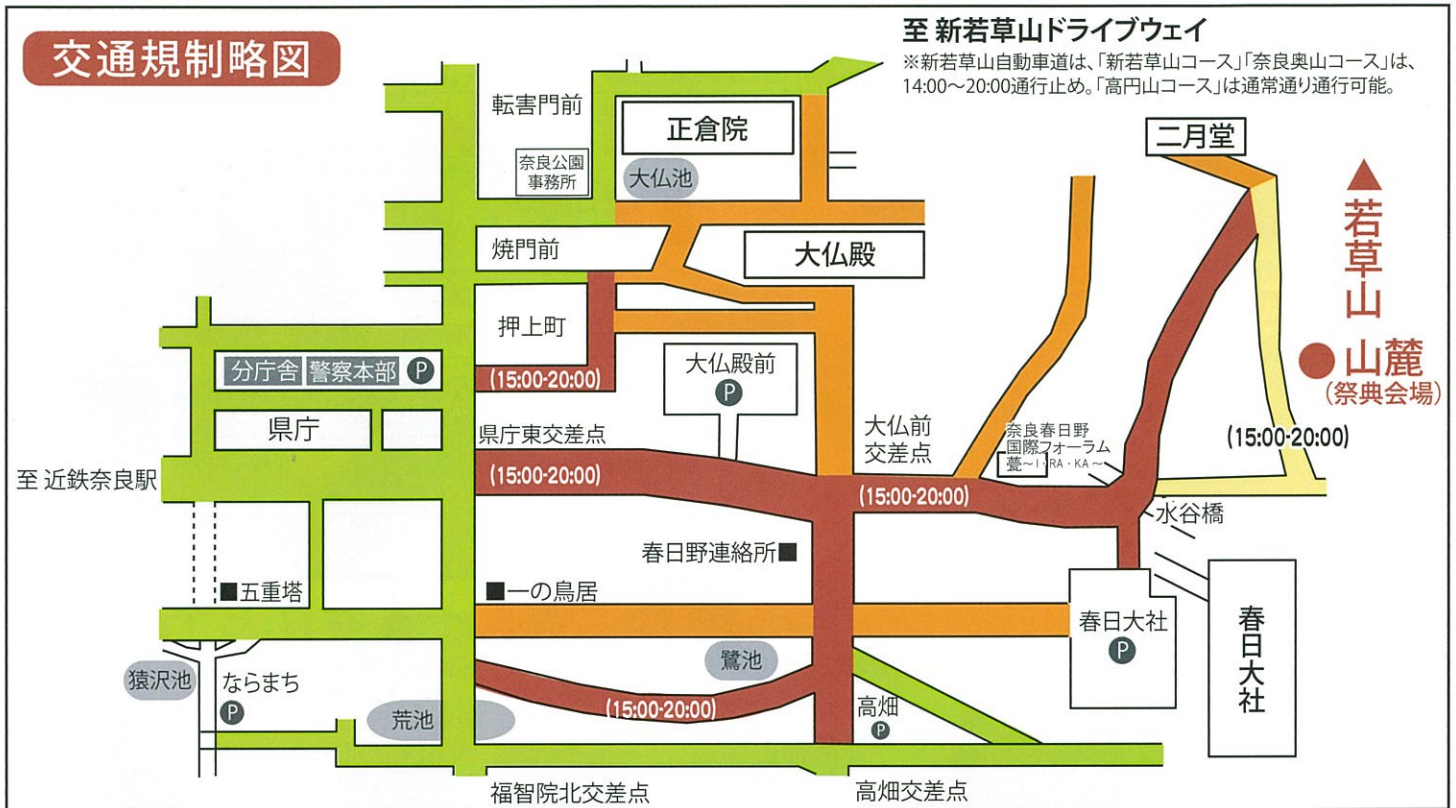 交通規制略図
至 新若草山ドライブウェイ
※新若草山自動車道は、「新若草山コース」「奈良奥山コース」は、
14:00～20:00通行止め。「高円山コース」は通常通り通行可能。
転害門前
正倉院
二月堂
奈良公園
事務所
大仏池
▲若草山
焼門前
大仏殿
押上町
●山麓
(祭典会場)
分庁舎 警察本部 P
(15:00-20:00)
大仏殿前
P
県庁
県庁東交差点
大仏前
交差点
奈良春日野
国際フォーラム
甍～I・RA・KA～
(15:00-20:00)
至 近鉄奈良駅
(15:00-20:00)
(15:00-20:00)
水谷橋
春日野連絡所■
■五重塔
■一の鳥居
春日大社
P
春日大社
猿沢池
ならまち
P
鷺池
荒池
(15:00-20:00)
高畑
P
福智院北交差点
高畑交差点